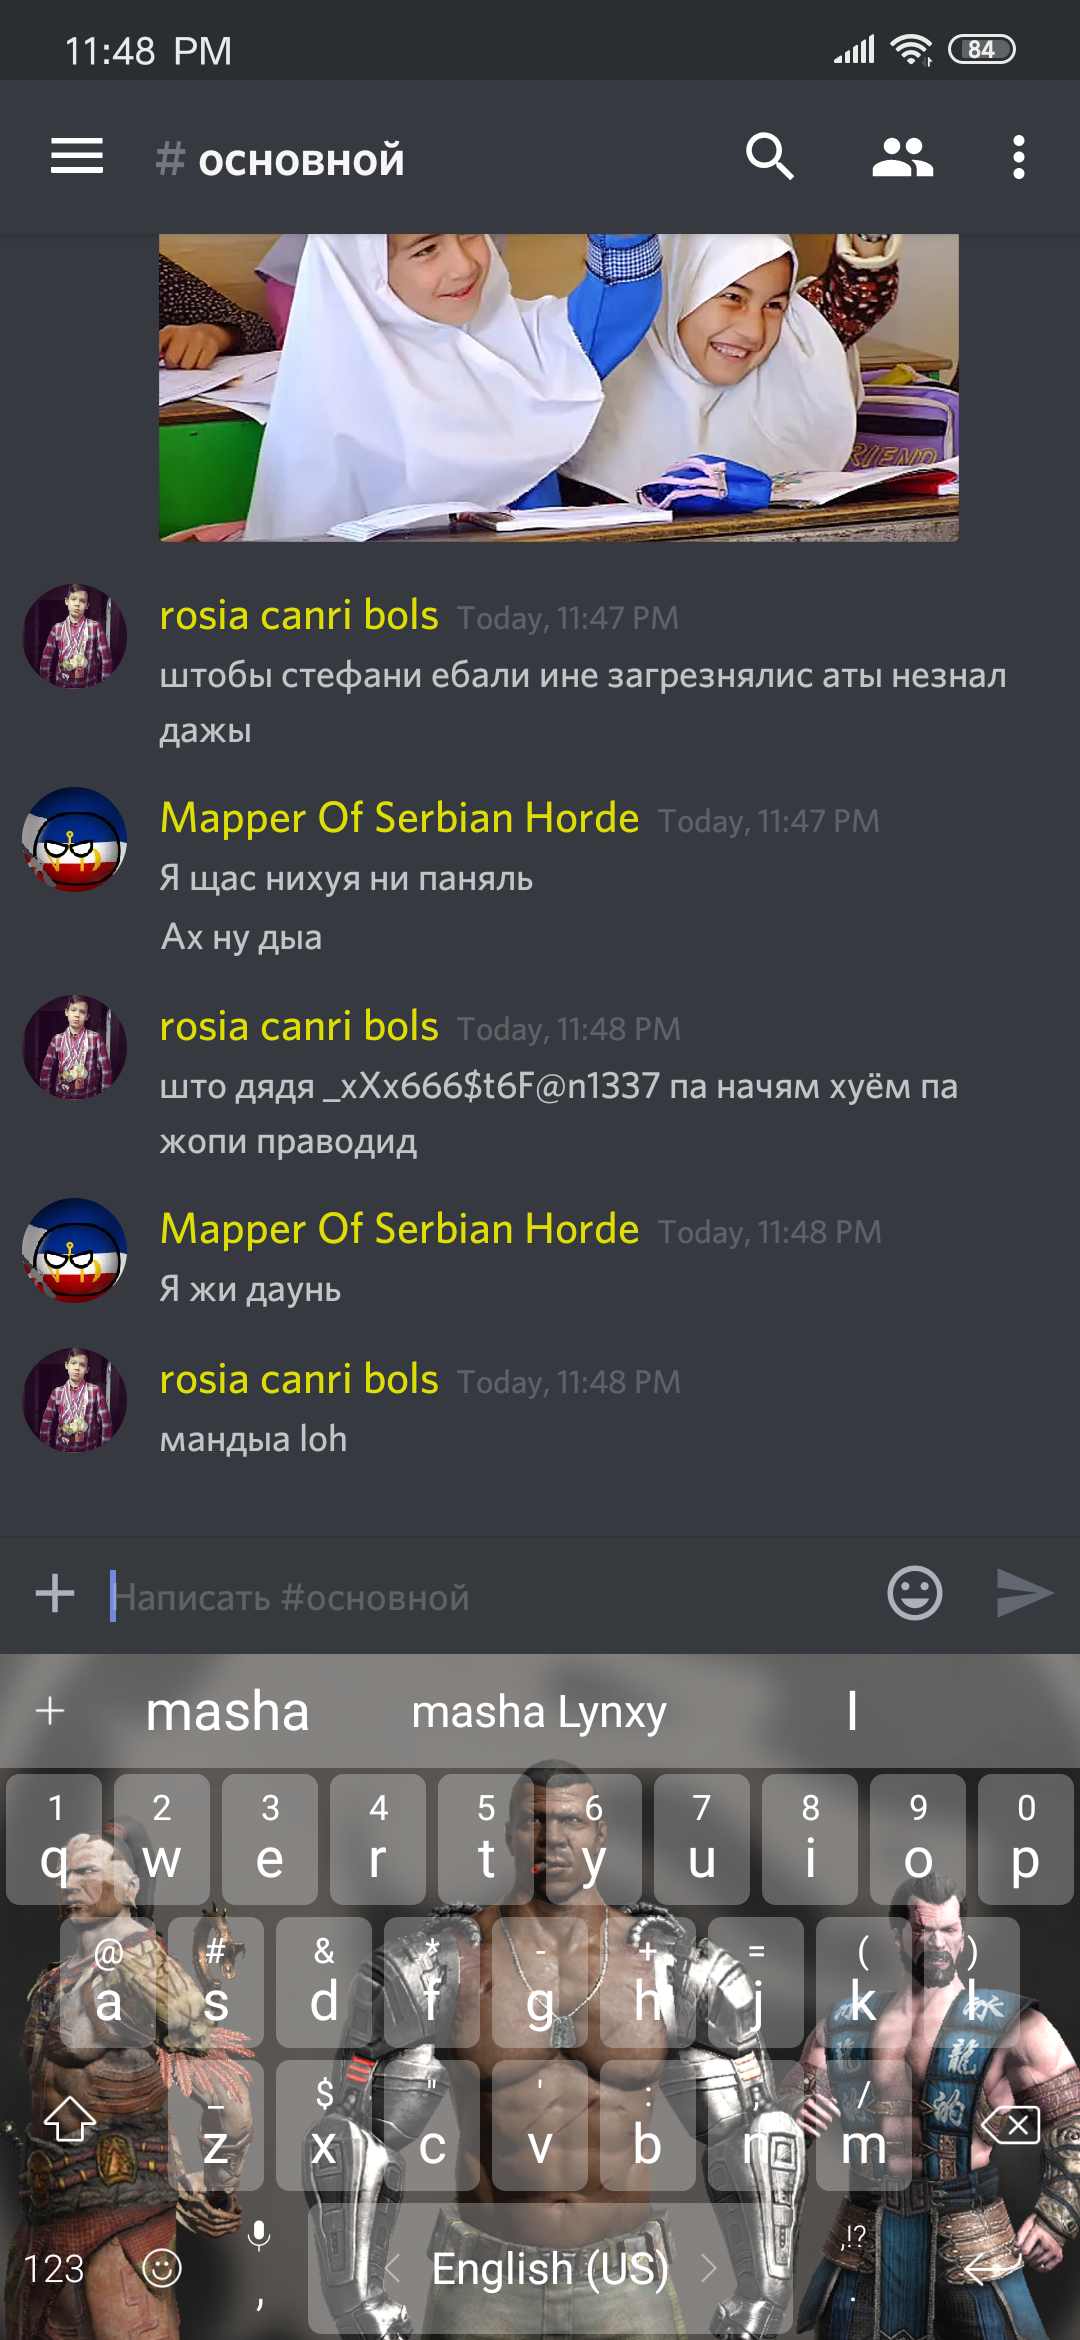 11:48 PM
84
# основной
RIEND
rosia canri bols Today, 11:47 PM
штобы стефани ебали ине загрезнялис аты незнал
дажы
Mapper Of Serbian Horde Today, 11:47 PM
Я щас нихуя ни паняль
Ах ну дыа
rosia canri bols Today, 11:48 PM
што дядя _xXx666$t6F@n1337 па начям хуём па
жопи праводид
Mapper Of Serbian Horde Today, 11:48 PM
Я жи даунь
rosia canri bols Today, 11:48 PM
мандыа loh
Написать #основной
masha masha Lynxy I
1 2 3 4 5 6 7 8 9 0
q w e r t y u i o p
@ # & * - + = ( )
a s d f g h j k l
_ $ " ' : ; /
z x c v b n m
123 , < English (US) > ,!? .